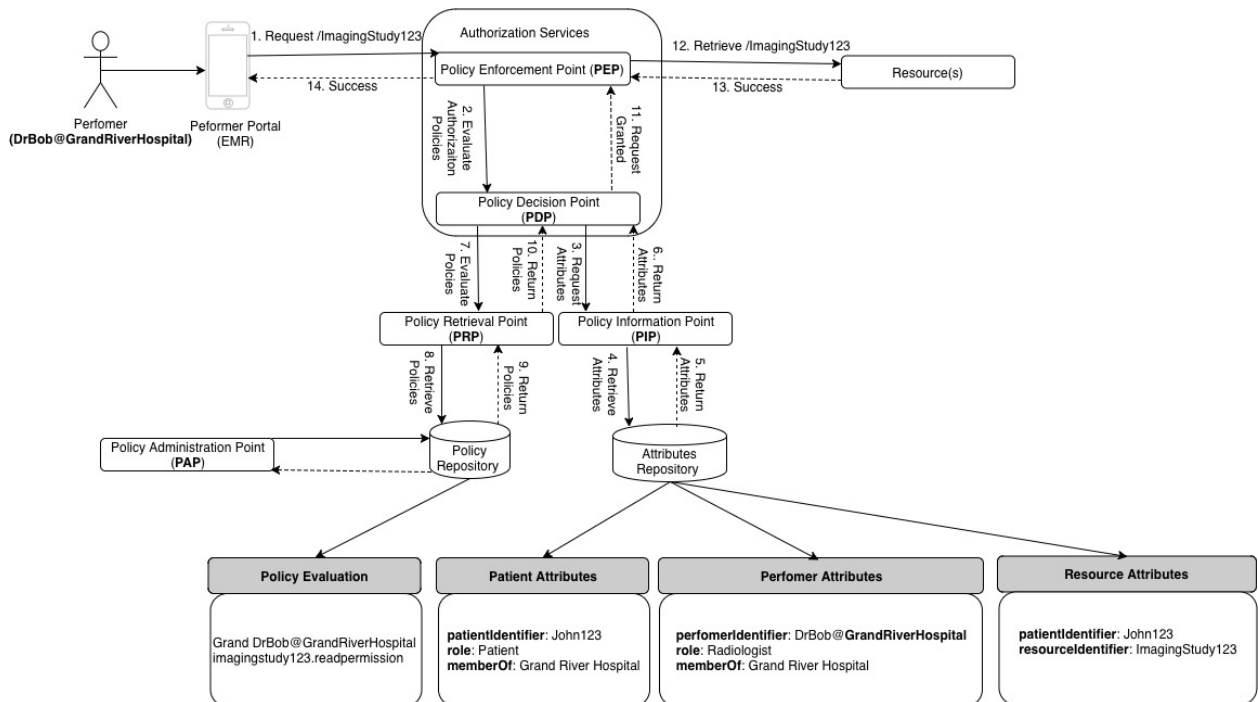 1. Request /ImagingStudy123
Authorization Services
12. Retrieve /ImagingStudy123
Policy Enforcement Point (PEP)
Resource(s)
14. Success
13. Success
Perfomer
(DrBob@GrandRiverHospital)
Peformer Portal
(EMR)
2. Evaluate
Authorizaiton
Policies
11. Request
Granted
Policy Decision Point
(PDP)
7. Evaluate
Polcies
10. Return
Policies
3. Request
Attributes
6.. Return
Attributes
Policy Retrieval Point
(PRP)
Policy Information Point
(PIP)
8. Retrieve
Policies
9. Return
Policies
4. Retrieve
Attributes
5. Return
Attributes
Policy Administration Point
(PAP)
Policy
Repository
Attributes
Repository
Policy Evaluation
Grand DrBob@GrandRiverHospital
imagingstudy123.readpermission
Patient Attributes
patientIdentifier: John123
role: Patient
memberOf: Grand River Hospital
Perfomer Attributes
perfomerIdentifier: DrBob@GrandRiverHospital
role: Radiologist
memberOf: Grand River Hospital
Resource Attributes
patientIdentifier: John123
resourceIdentifier: ImagingStudy123